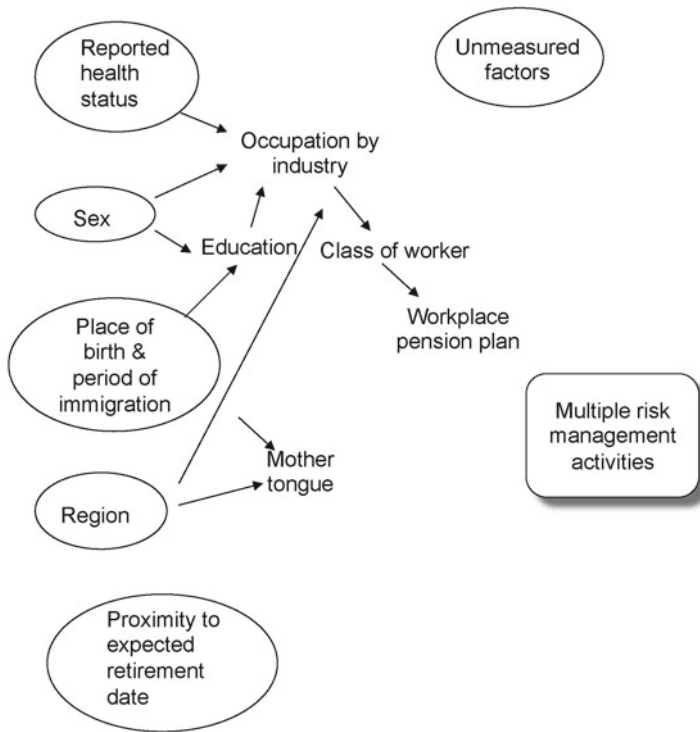 Reported
health
status
Unmeasured
factors
Occupation by
industry
Sex
Education
Class of worker
Place of
birth &
period of
immigration
Workplace
pension plan
Multiple risk
management
activities
Mother
tongue
Region
Proximity to
expected
retirement
date